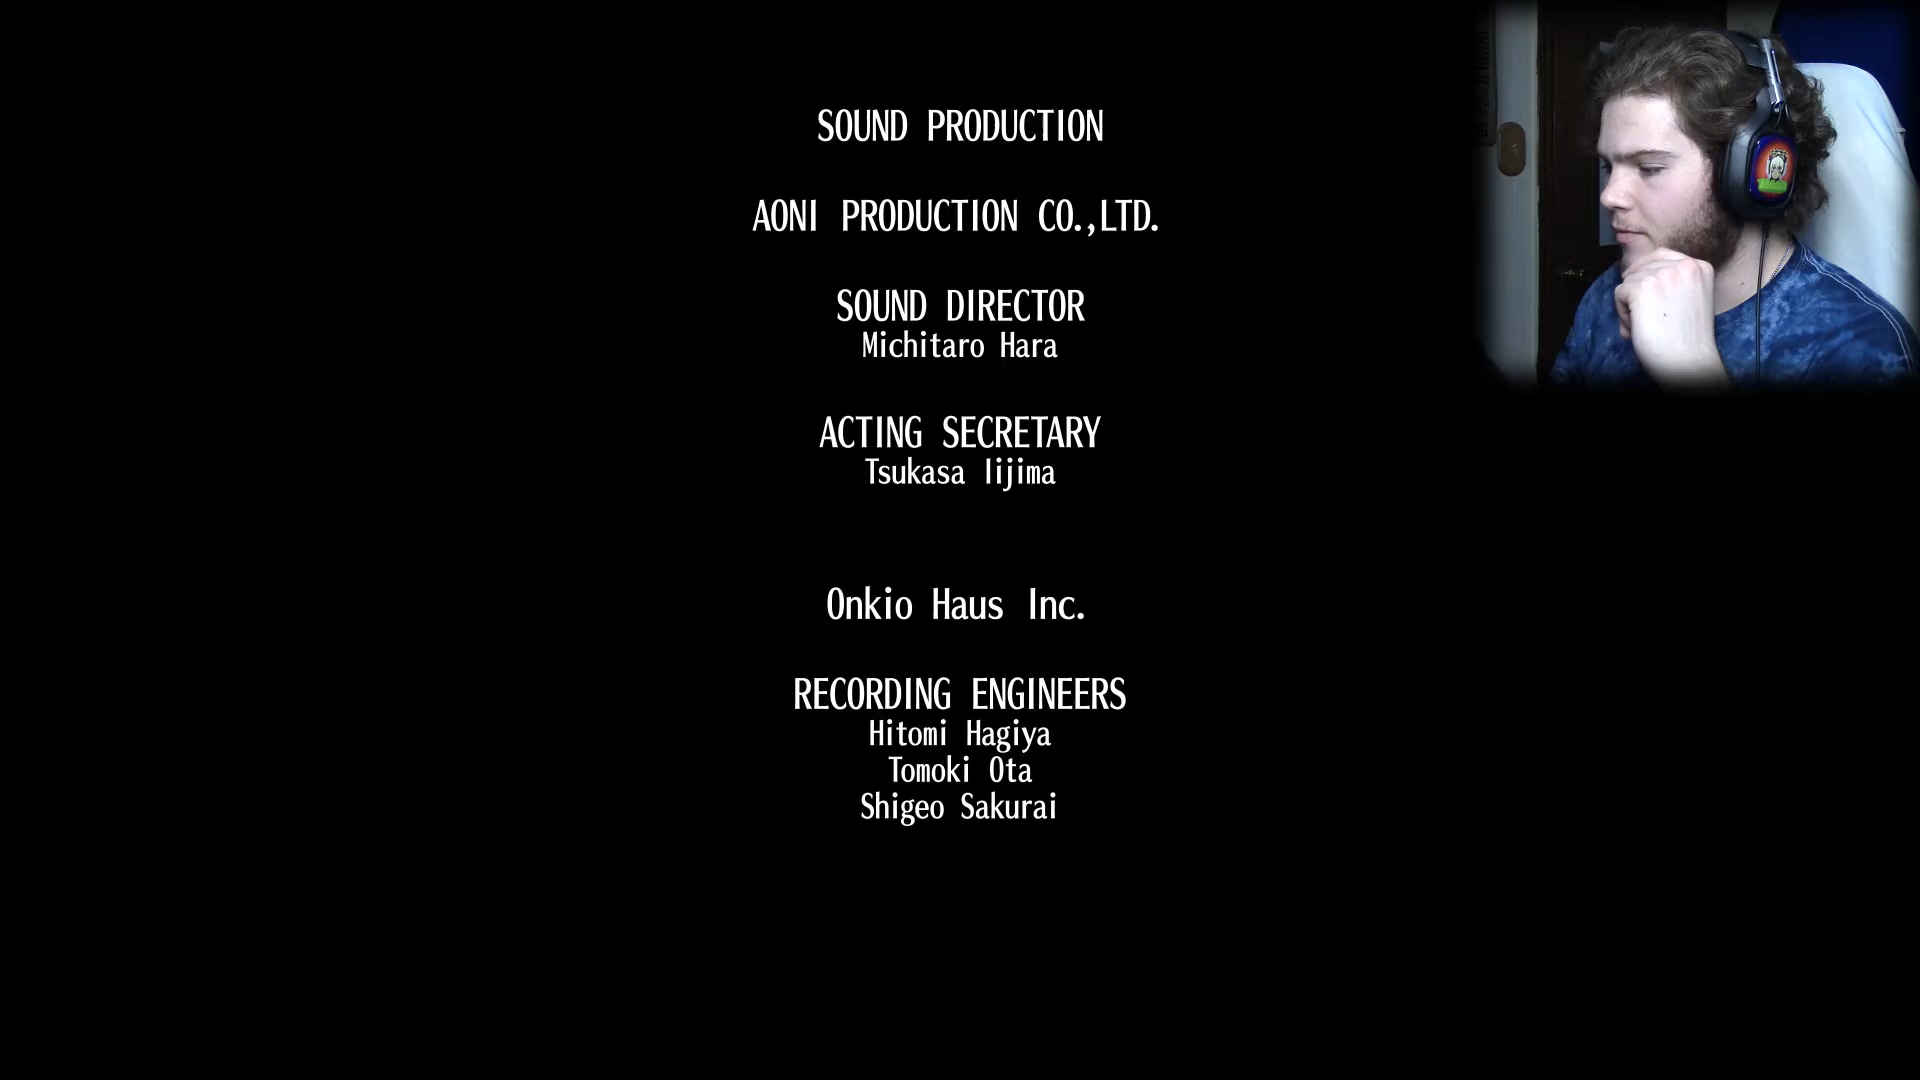 SOUND PRODUCTION
AONI PRODUCTION CO.,LTD.
SOUND DIRECTOR
Michitaro Hara
ACTING SECRETARY
Tsukasa Iijima
Onkio Haus Inc.
RECORDING ENGINEERS
Hitomi Hagiya
Tomoki Ota
Shigeo Sakurai